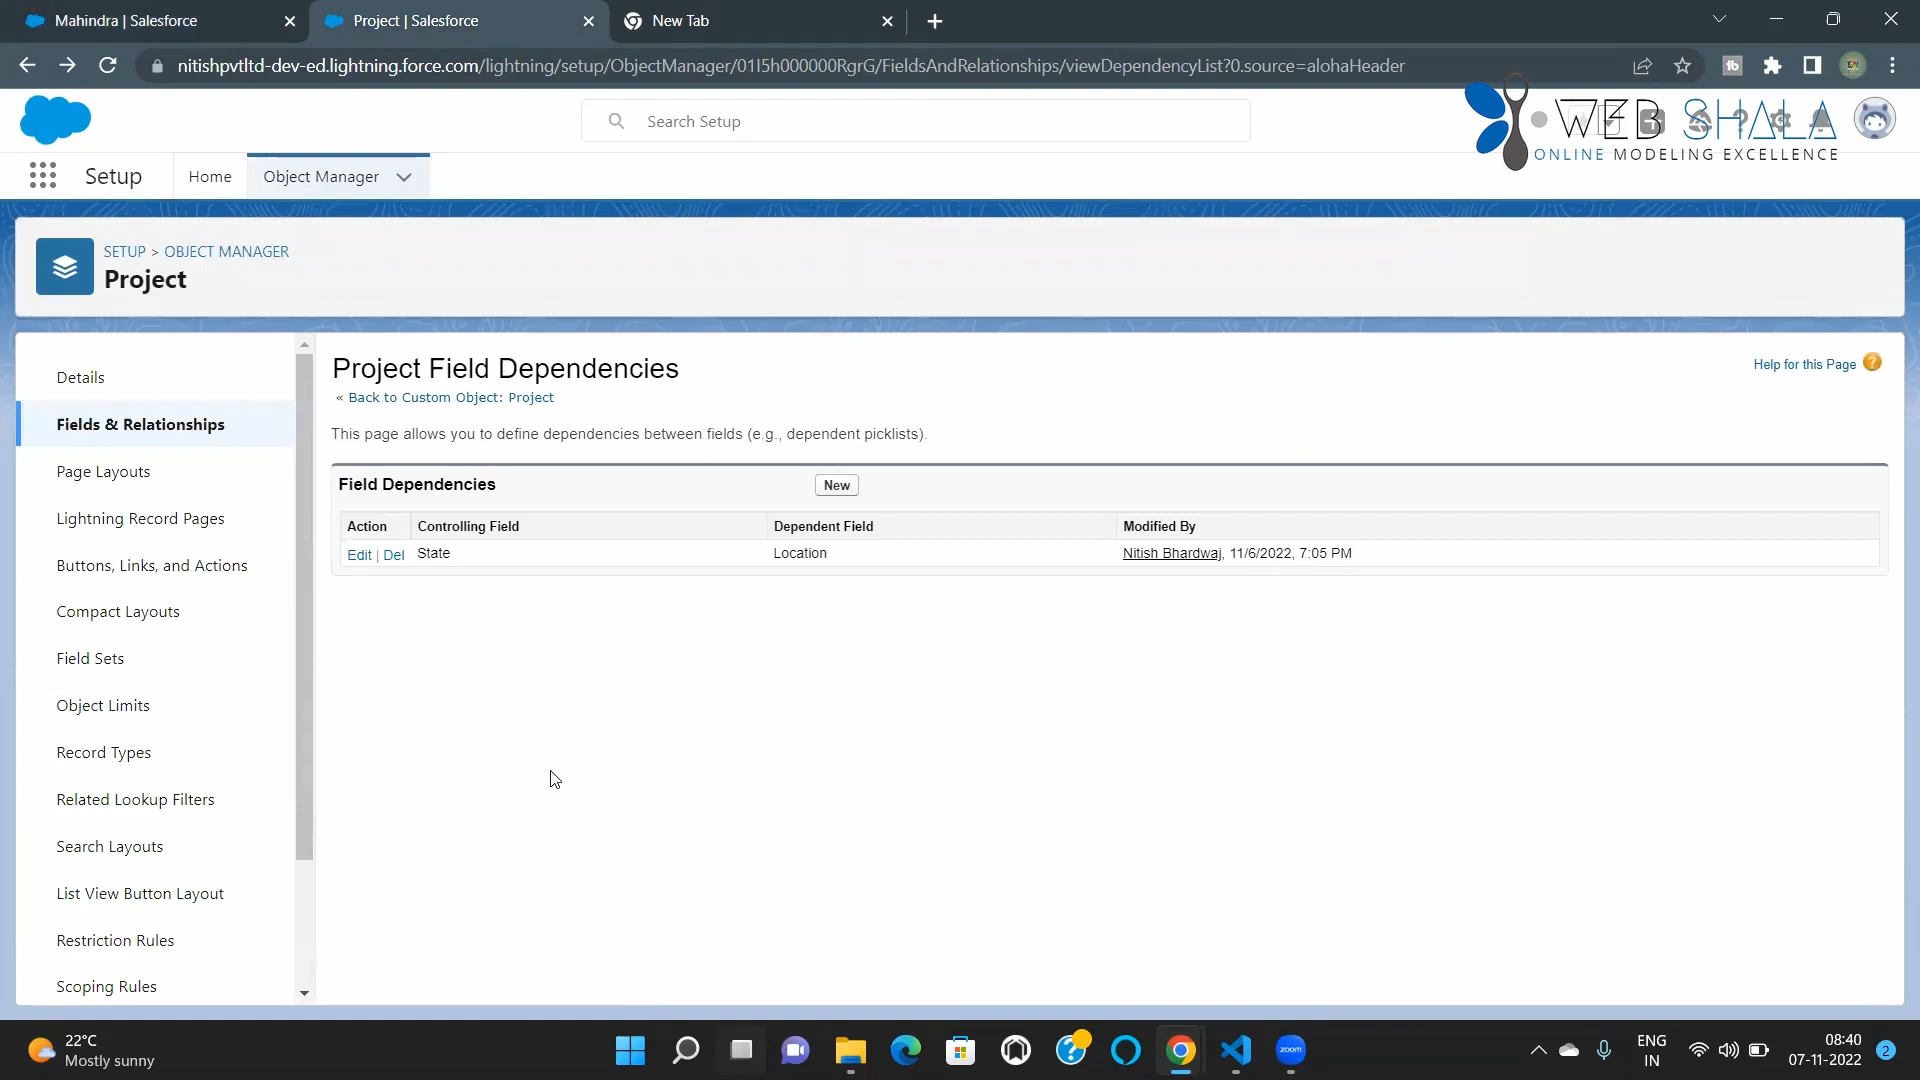 Mahindra | Salesforce
Project | Salesforce
New Tab
nitishpvtltd-dev-ed.lightning.force.com/lightning/setup/ObjectManager/01I5h000000RgrG/FieldsAndRelationships/viewDependencyList?0.source=alohaHeader
Search Setup
WEB SHALA
ONLINE MODELING EXCELLENCE
Setup
Home
Object Manager
SETUP > OBJECT MANAGER
Project
Details
Fields & Relationships
Page Layouts
Lightning Record Pages
Buttons, Links, and Actions
Compact Layouts
Field Sets
Object Limits
Record Types
Related Lookup Filters
Search Layouts
List View Button Layout
Restriction Rules
Scoping Rules
Project Field Dependencies
Help for this Page
« Back to Custom Object: Project
This page allows you to define dependencies between fields (e.g., dependent picklists).
Field Dependencies
New
Action Controlling Field Dependent Field Modified By
Edit | Del State Location Nitish Bhardwaj, 11/6/2022, 7:05 PM
22°C
Mostly sunny
zoom
ENG
IN
08:40
07-11-2022
2